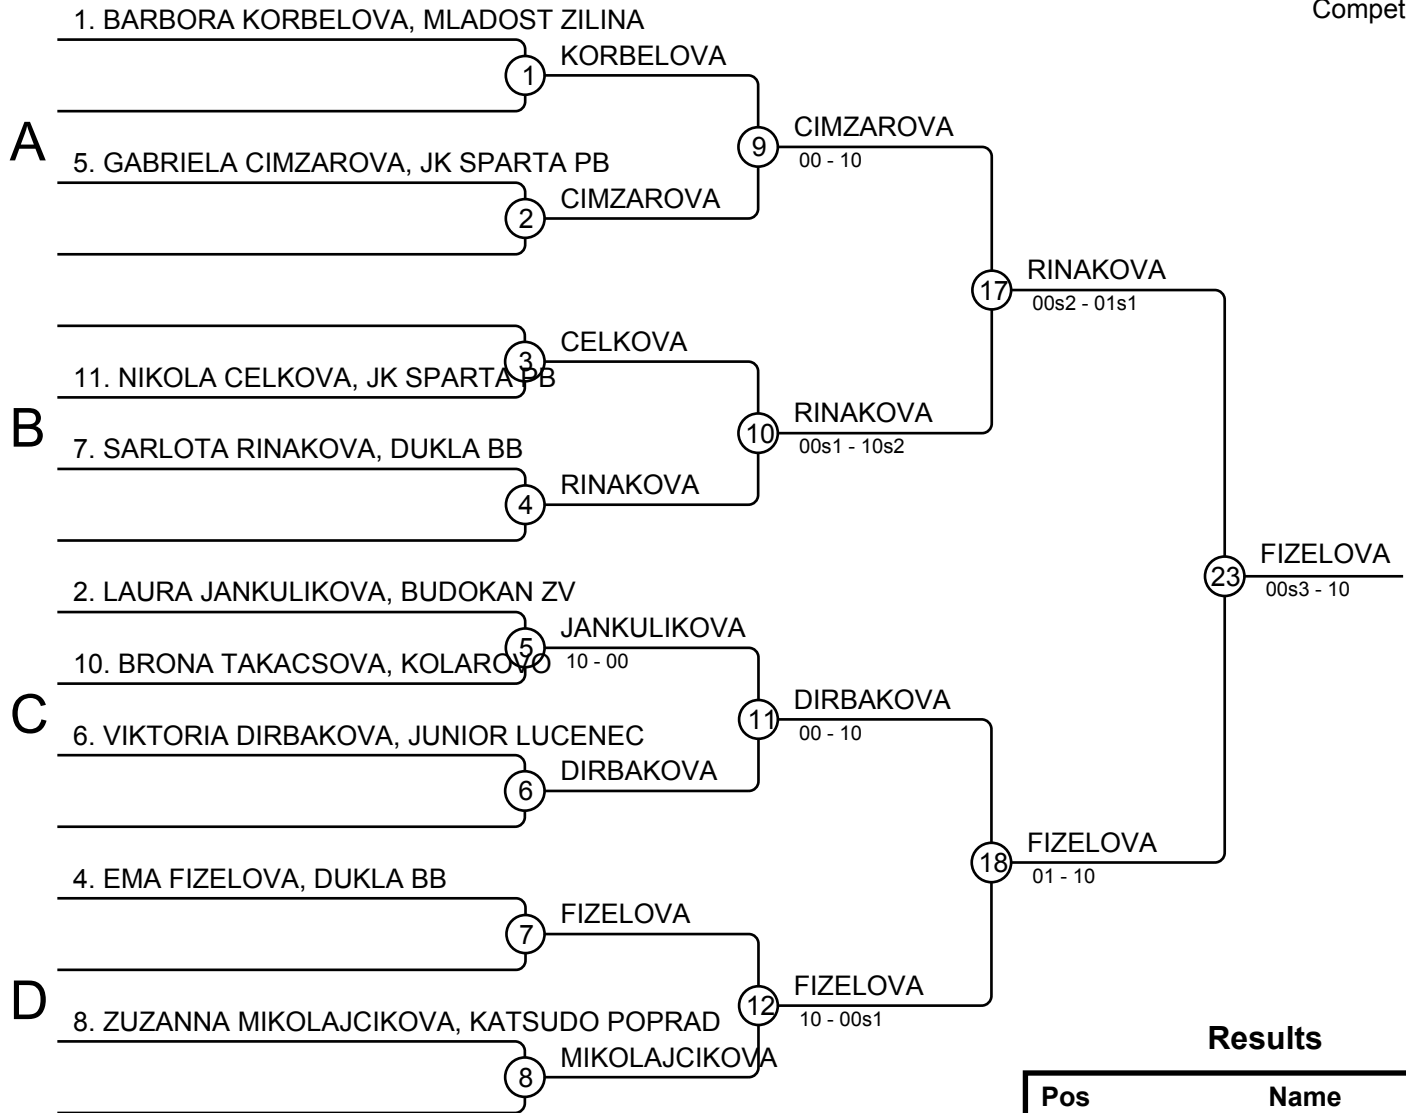 Compet
1. BARBORA KORBELOVA, MLADOST ZILINA
1
KORBELOVA
A
9
CIMZAROVA
00 - 10
5. GABRIELA CIMZAROVA, JK SPARTA PB
2
CIMZAROVA
17
RINAKOVA
00s2 - 01s1
3
CELKOVA
11. NIKOLA CELKOVA, JK SPARTA PB
B
10
RINAKOVA
00s1 - 10s2
7. SARLOTA RINAKOVA, DUKLA BB
4
RINAKOVA
23
FIZELOVA
00s3 - 10
2. LAURA JANKULIKOVA, BUDOKAN ZV
5
JANKULIKOVA
10 - 00
10. BRONA TAKACSOVA, KOLAROVO
C
11
DIRBAKOVA
00 - 10
6. VIKTORIA DIRBAKOVA, JUNIOR LUCENEC
6
DIRBAKOVA
18
FIZELOVA
01 - 10
4. EMA FIZELOVA, DUKLA BB
7
FIZELOVA
D
12
FIZELOVA
10 - 00s1
8. ZUZANNA MIKOLAJCIKOVA, KATSUDO POPRAD
8
MIKOLAJCIKOVA
Results
Pos Name